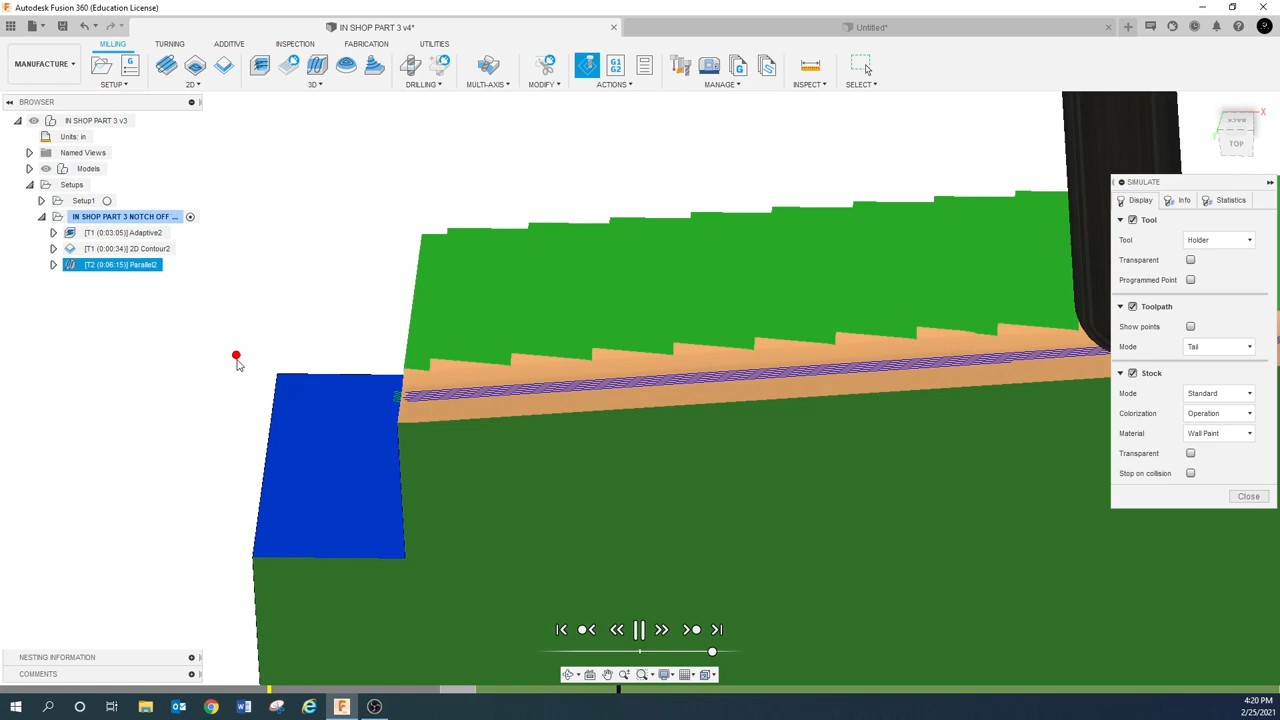 Autodesk Fusion 360 (Education License)
IN SHOP PART 3 v4*
Untitled*
MILLING
TURNING
ADDITIVE
INSPECTION
FABRICATION
UTILITIES
MANUFACTURE
SETUP
2D
3D
DRILLING
MULTI-AXIS
MODIFY
ACTIONS
MANAGE
INSPECT
SELECT
G1
G2
BROWSER
IN SHOP PART 3 v3
Units: in
Named Views
Models
Setups
Setup1
IN SHOP PART 3 NOTCH OFF ...
[T1 (0:03:05)] Adaptive2
[T1 (0:00:34)] 2D Contour2
[T2 (0:06:15)] Parallel2
BACK
TOP
X
Y
SIMULATE
Display
Info
Statistics
Tool
Tool
Holder
Transparent
Programmed Point
Toolpath
Show points
Mode
Tail
Stock
Mode
Standard
Colorization
Operation
Material
Wall Paint
Transparent
Stop on collision
Close
NESTING INFORMATION
COMMENTS
4:20 PM
2/25/2021